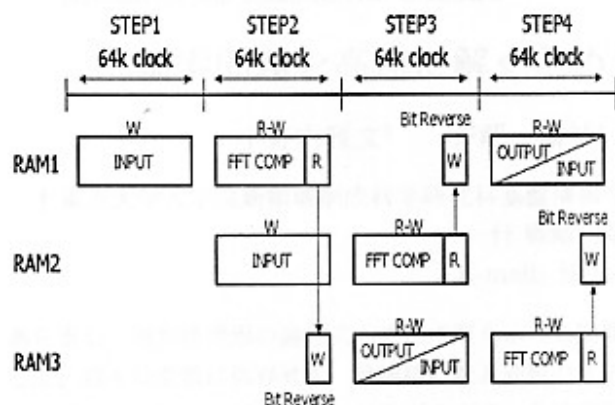 STEP1 STEP2 STEP3 STEP4
64k clock 64k clock 64k clock 64k clock
Bit Reverse
W R-W R-W
RAM1 INPUT FFT COMP R W OUTPUT INPUT
Bit Reverse
W R-W
RAM2 INPUT FFT COMP R W
R-W R-W
RAM3 W OUTPUT INPUT FFT COMP R
Bit Reverse